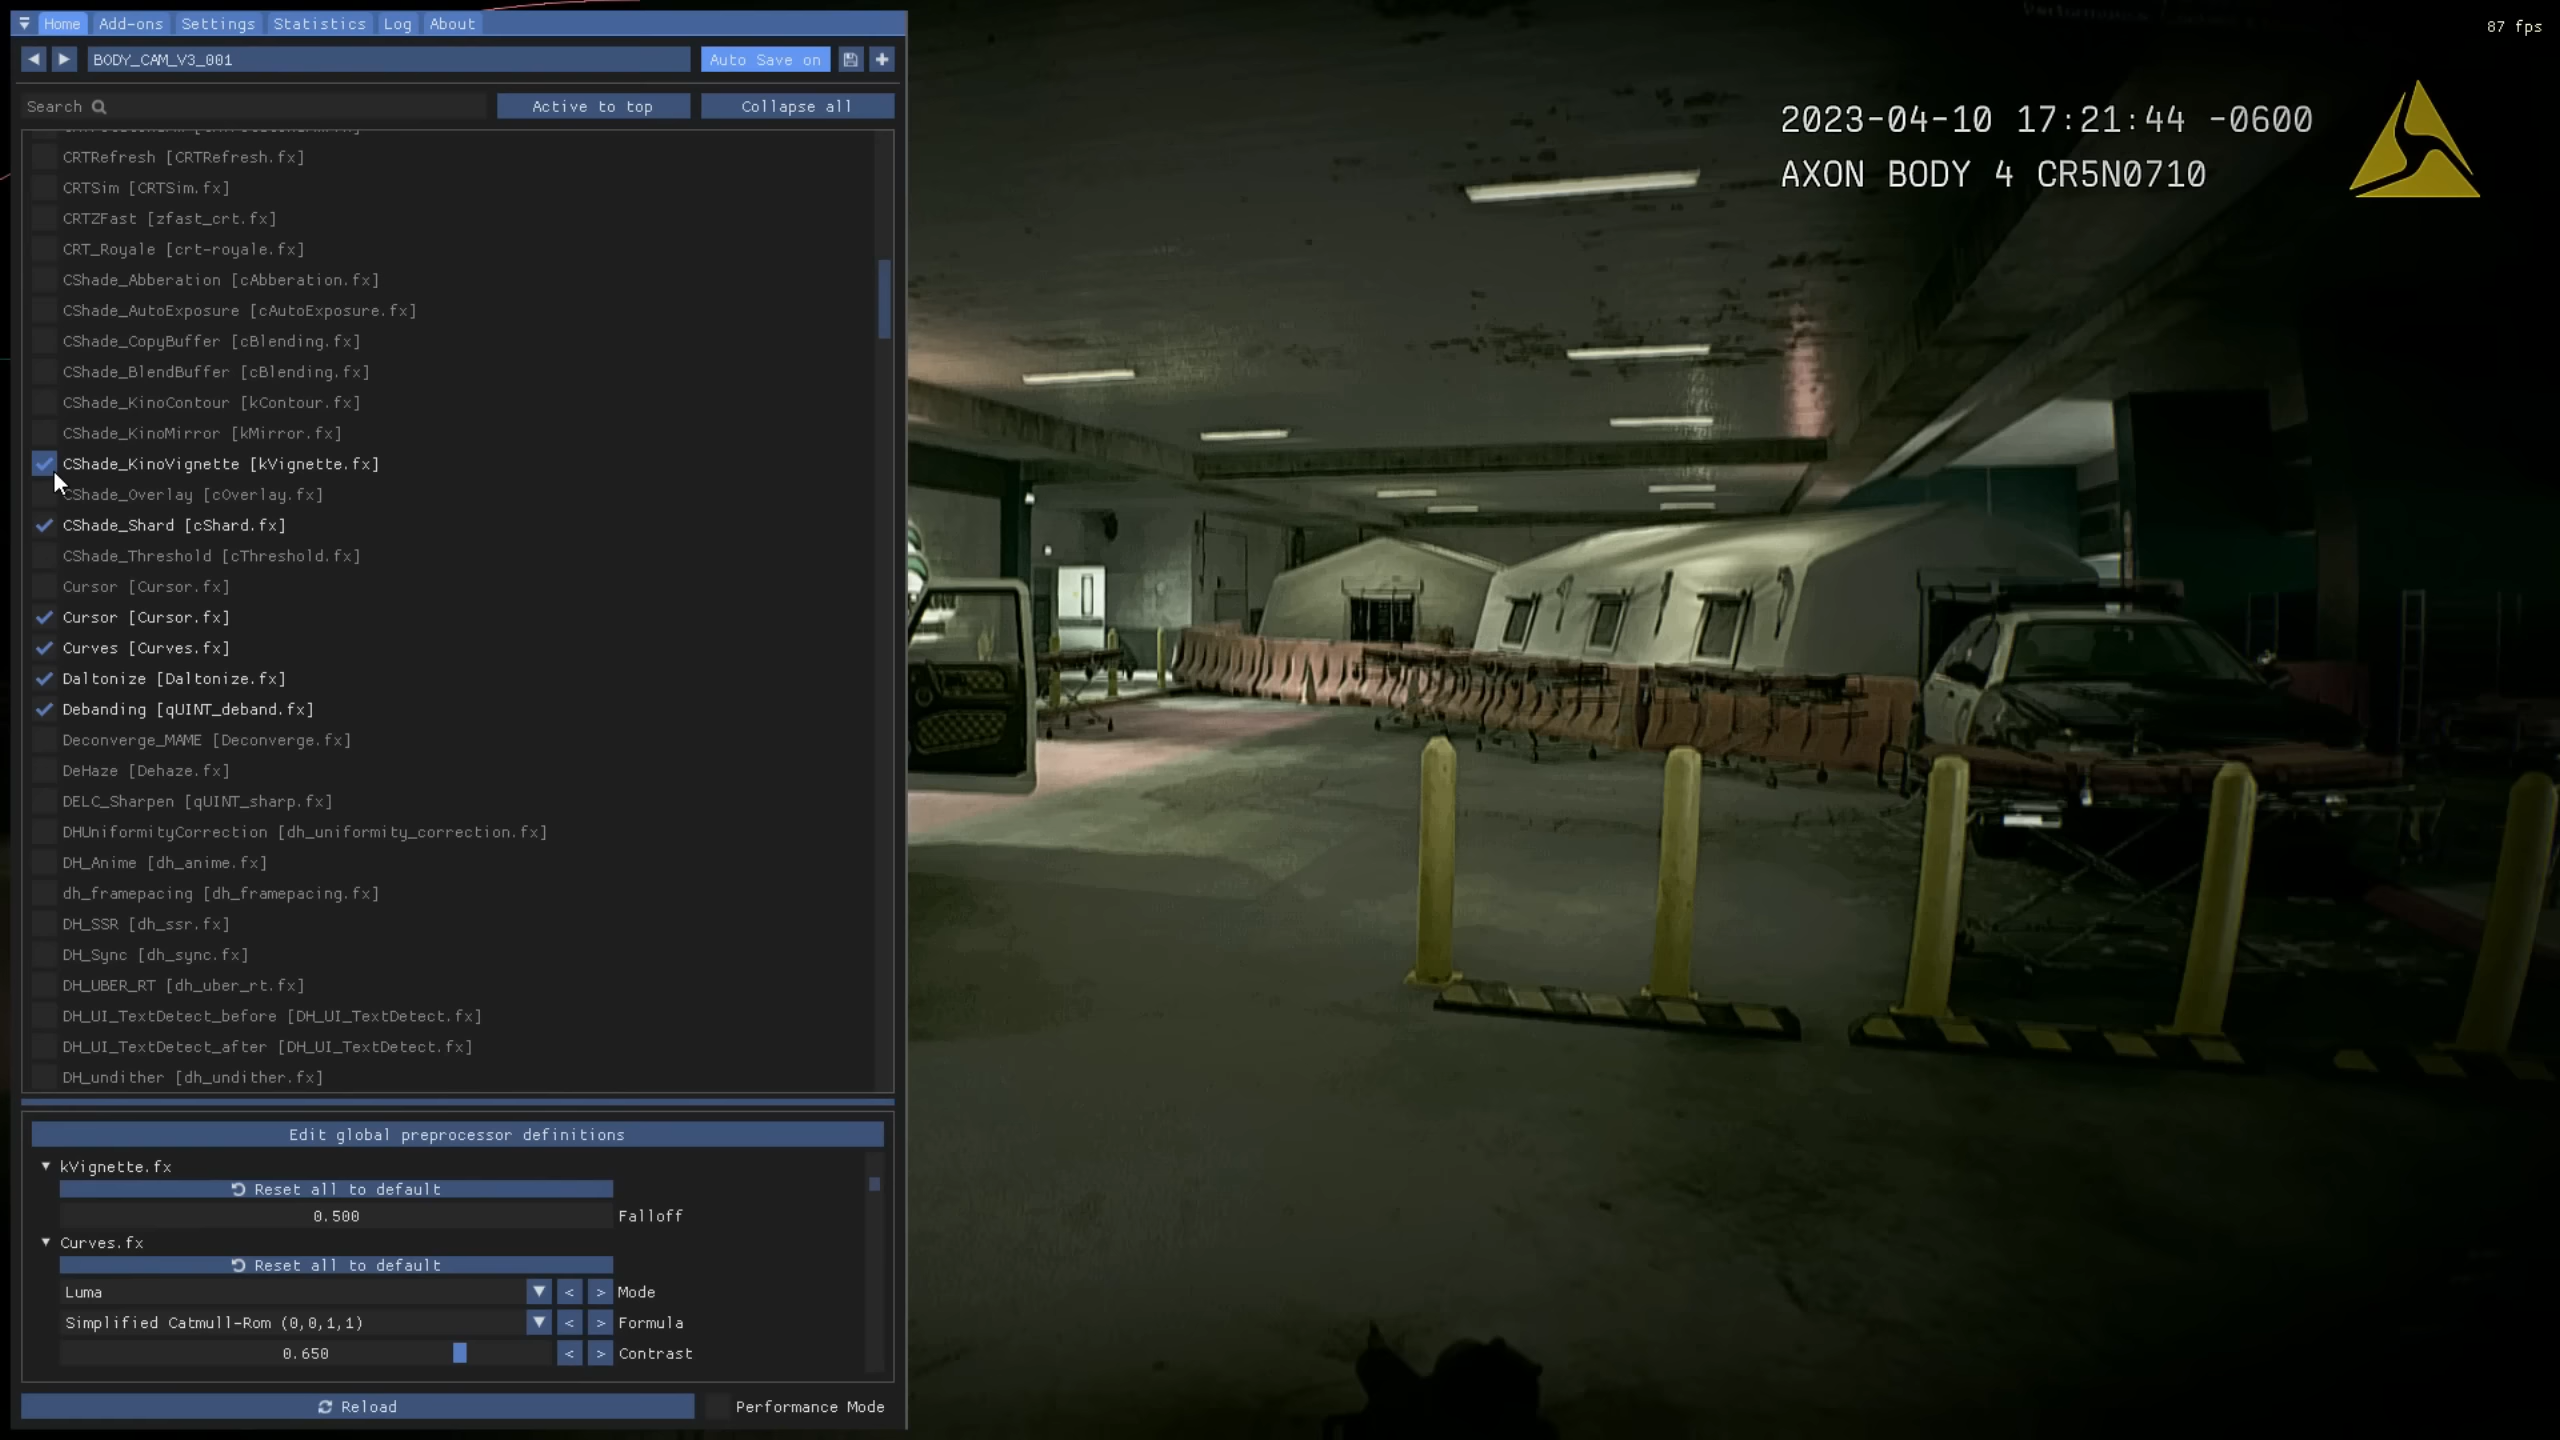 Home Add-ons Settings Statistics Log About
BODY_CAM_V3_001 Auto Save on
Search Active to top Collapse all
CRTRefresh [CRTRefresh.fx]
CRTSim [CRTSim.fx]
CRTZFast [zfast_crt.fx]
CRT_Royale [crt-royale.fx]
CShade_Abberation [cAbberation.fx]
CShade_AutoExposure [cAutoExposure.fx]
CShade_CopyBuffer [cBlending.fx]
CShade_BlendBuffer [cBlending.fx]
CShade_KinoContour [kContour.fx]
CShade_KinoMirror [kMirror.fx]
CShade_KinoVignette [kVignette.fx]
CShade_Overlay [cOverlay.fx]
CShade_Shard [cShard.fx]
CShade_Threshold [cThreshold.fx]
Cursor [Cursor.fx]
Cursor [Cursor.fx]
Curves [Curves.fx]
Daltonize [Daltonize.fx]
Debanding [qUINT_deband.fx]
Deconverge_MAME [Deconverge.fx]
DeHaze [Dehaze.fx]
DELC_Sharpen [qUINT_sharp.fx]
DHUniformityCorrection [dh_uniformity_correction.fx]
DH_Anime [dh_anime.fx]
dh_framepacing [dh_framepacing.fx]
DH_SSR [dh_ssr.fx]
DH_Sync [dh_sync.fx]
DH_UBER_RT [dh_uber_rt.fx]
DH_UI_TextDetect_before [DH_UI_TextDetect.fx]
DH_UI_TextDetect_after [DH_UI_TextDetect.fx]
DH_undither [dh_undither.fx]
Edit global preprocessor definitions
kVignette.fx
Reset all to default
0.500 Falloff
Curves.fx
Reset all to default
Luma < > Mode
Simplified Catmull-Rom (0,0,1,1) < > Formula
0.650 < > Contrast
Reload Performance Mode
87 fps
2023-04-10 17:21:44 -0600
AXON BODY 4 CR5N0710